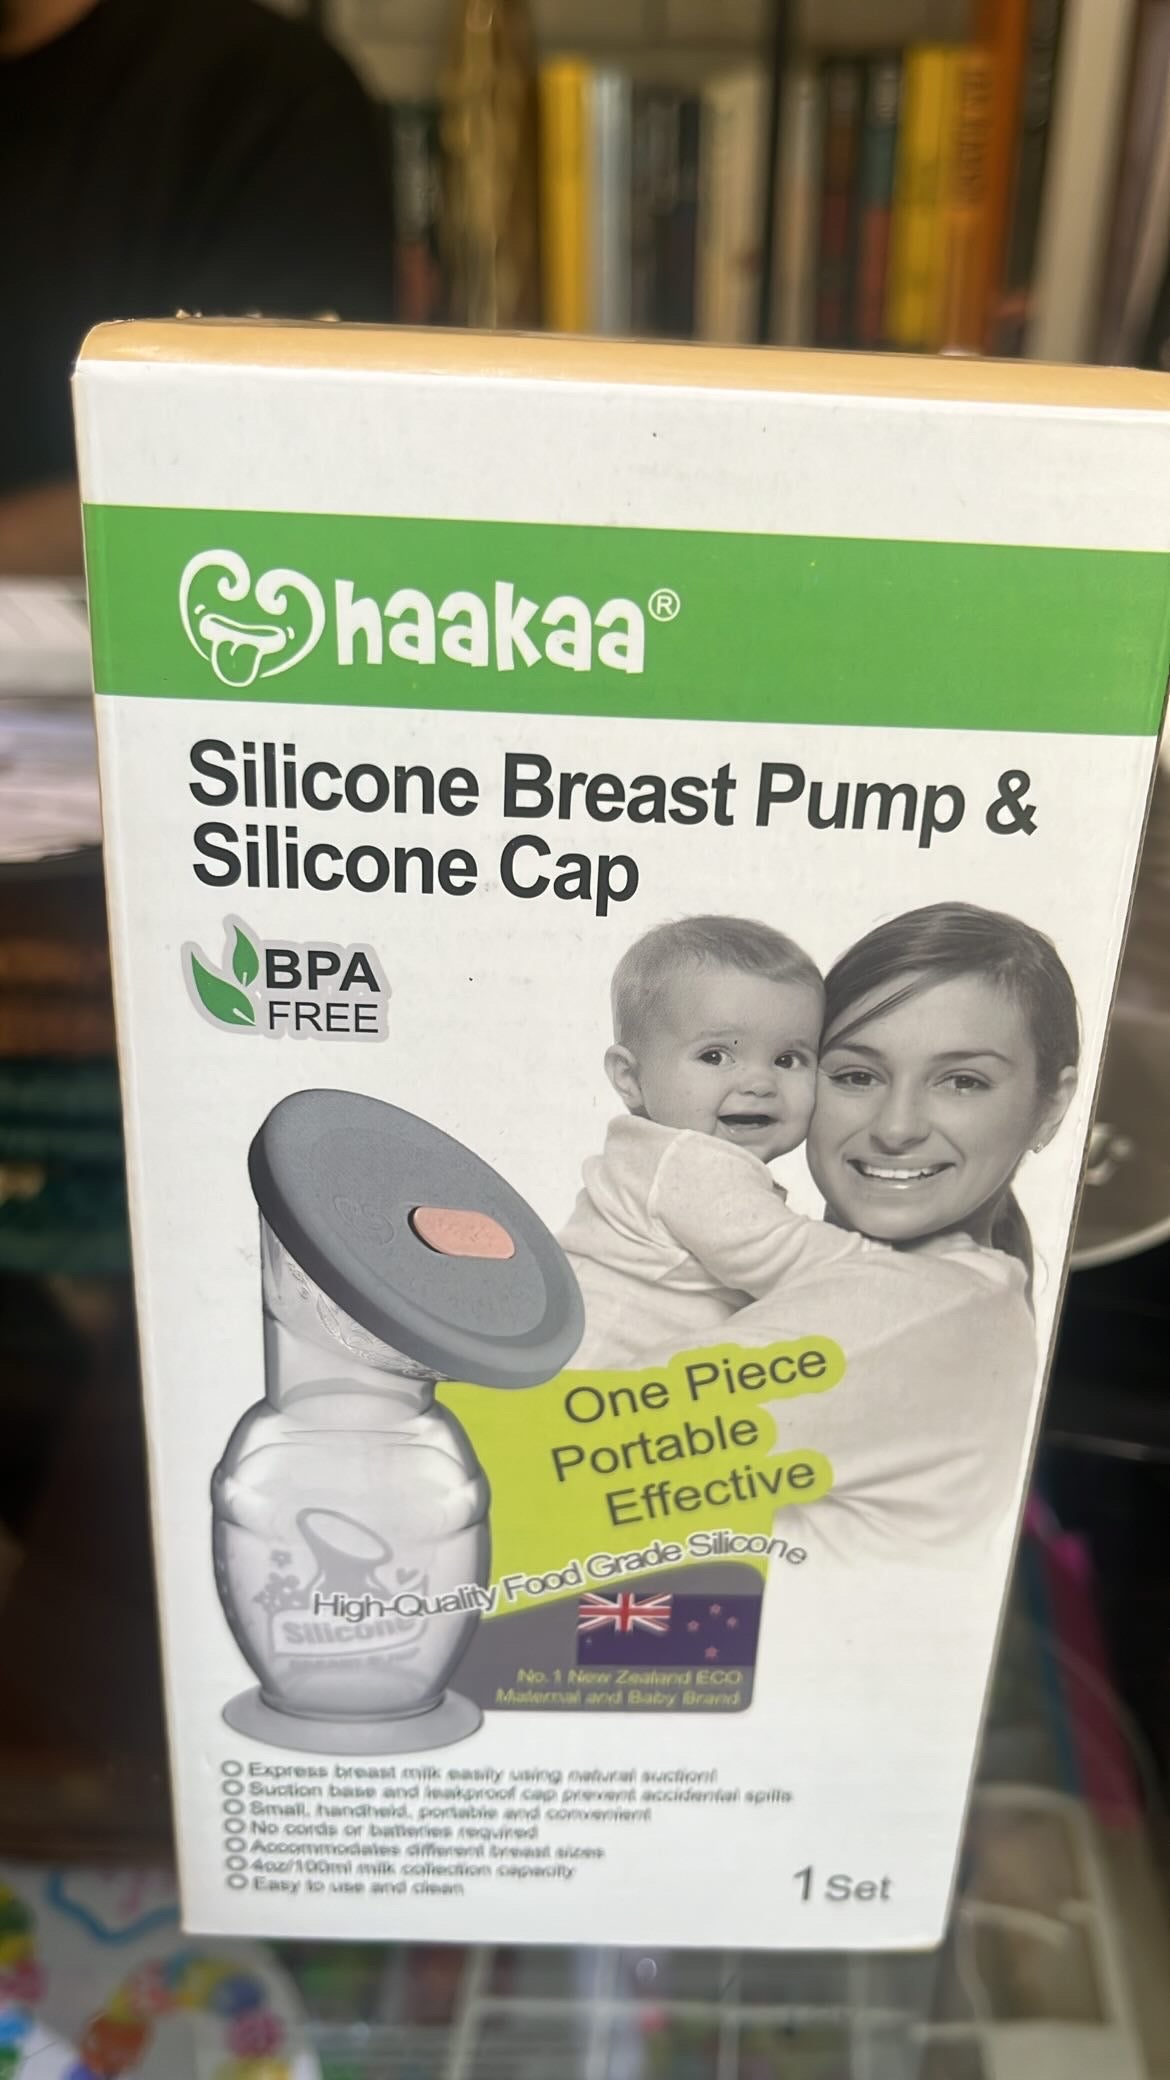 haakaa®
Silicone Breast Pump &
Silicone Cap
BPA
FREE
One Piece
Portable
Effective
High-Quality Food Grade Silicone
Silicone
No.1 New Zealand ECO
Maternal and Baby Brand
Express breast milk easily using natural suction!
Suction base and leakproof cap prevent accidental spills
Small, handheld, portable and convenient
No cords or batteries required
Accommodates different breast sizes
4oz/100ml milk collection capacity
Easy to use and clean
1 Set